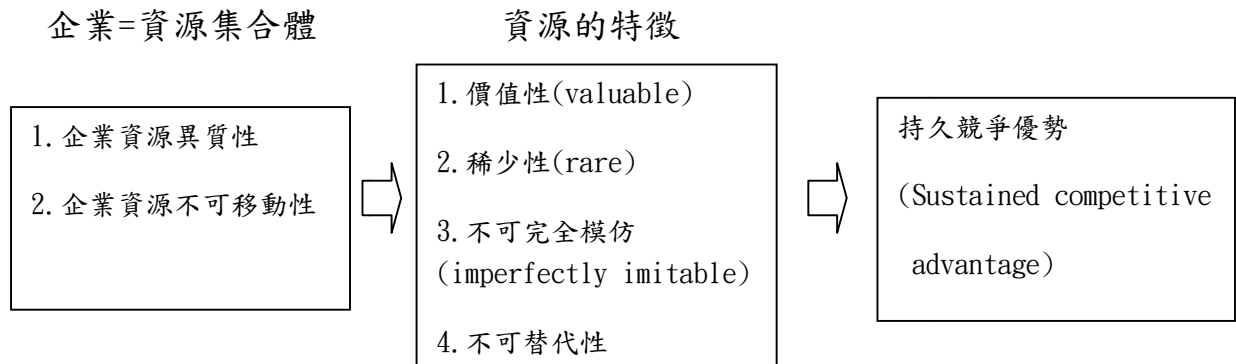 企業=資源集合體
資源的特徵
1.企業資源異質性
2.企業資源不可移動性
1.價值性(valuable)
2.稀少性(rare)
3.不可完全模仿
(imperfectly imitable)
4.不可替代性
持久競爭優勢
(Sustained competitive
advantage)